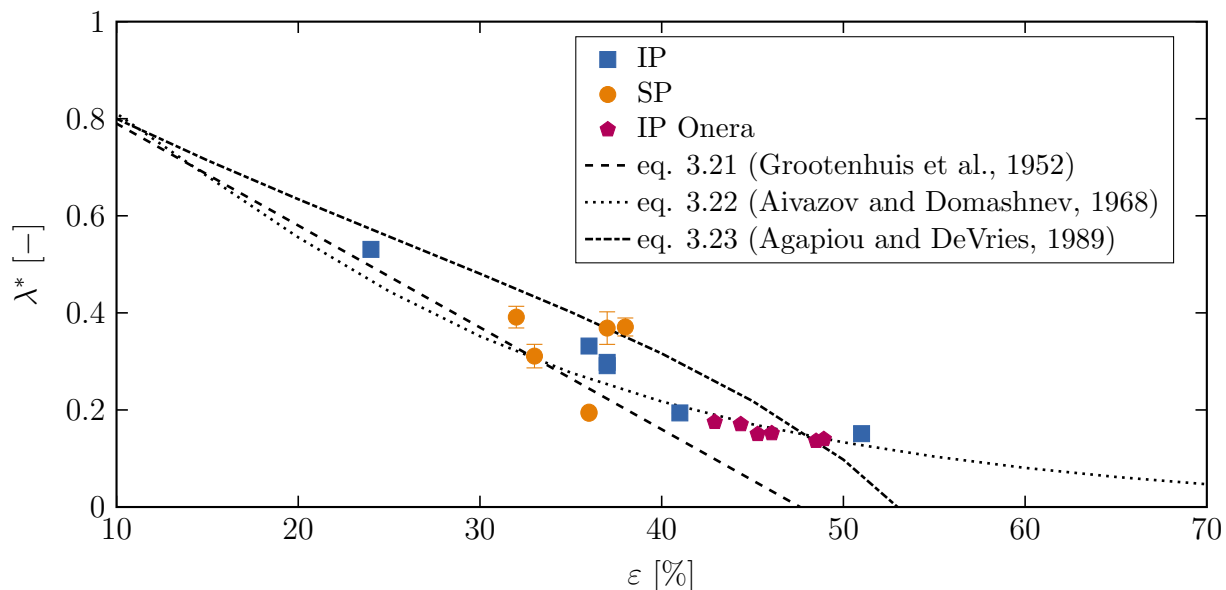 1
0.8
0.6
0.4
0.2
0
λ* [−]
10
20
30
40
50
60
70
ε [%]
IP
SP
IP Onera
eq. 3.21 (Grootenhuis et al., 1952)
eq. 3.22 (Aivazov and Domashnev, 1968)
eq. 3.23 (Agapiou and DeVries, 1989)